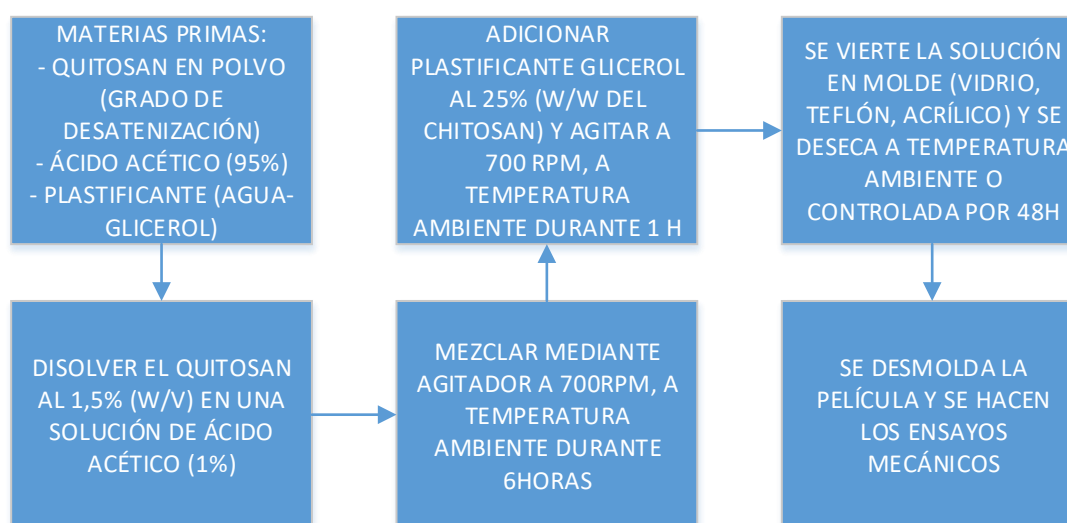 MATERIAS PRIMAS:
- QUITOSAN EN POLVO
(GRADO DE
DESATENIZACIÓN)
- ÁCIDO ACÉTICO (95%)
- PLASTIFICANTE (AGUA-
GLICEROL)
DISOLVER EL QUITOSAN
AL 1,5% (W/V) EN UNA
SOLUCIÓN DE ÁCIDO
ACÉTICO (1%)
MEZCLAR MEDIANTE
AGITADOR A 700RPM, A
TEMPERATURA
AMBIENTE DURANTE
6HORAS
ADICIONAR
PLASTIFICANTE GLICEROL
AL 25% (W/W DEL
CHITOSAN) Y AGITAR A
700 RPM, A
TEMPERATURA
AMBIENTE DURANTE 1 H
SE VIERTE LA SOLUCIÓN
EN MOLDE (VIDRIO,
TEFLÓN, ACRÍLICO) Y SE
DESECA A TEMPERATURA
AMBIENTE O
CONTROLADA POR 48H
SE DESMOLDA LA
PELÍCULA Y SE HACEN
LOS ENSAYOS
MECÁNICOS